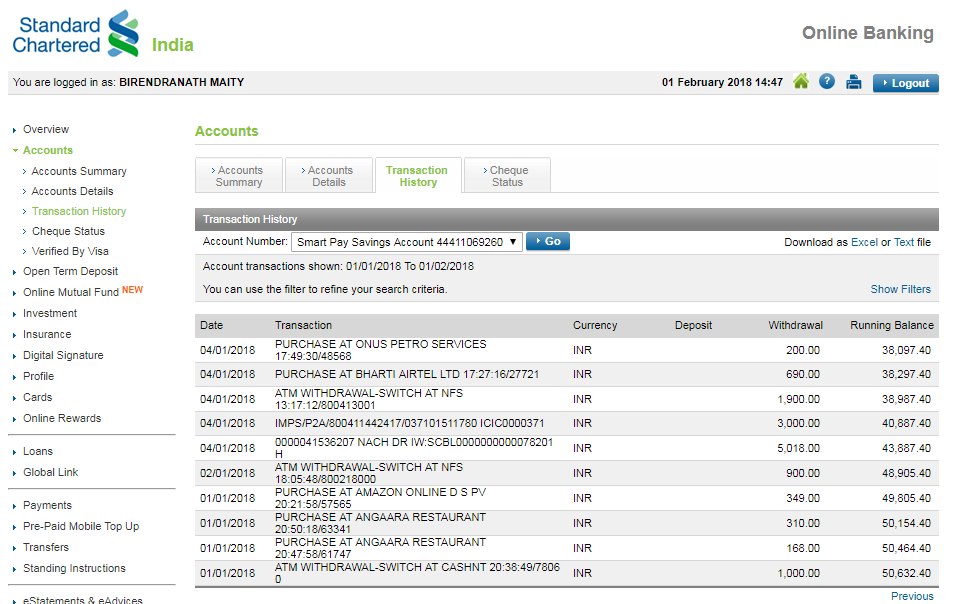 Standard
Chartered
India
Online Banking
You are logged in as: BIRENDRANATH MAITY
01 February 2018 14:47
?
Logout
Overview
Accounts
Accounts Summary
Accounts Details
Transaction History
Cheque Status
Verified By Visa
Open Term Deposit
Online Mutual Fund NEW
Investment
Insurance
Digital Signature
Profile
Cards
Online Rewards
Loans
Global Link
Payments
Pre-Paid Mobile Top Up
Transfers
Standing Instructions
eStatements & eAdvices
Accounts
Accounts Summary
Accounts Details
Transaction History
Cheque Status
Transaction History
Account Number: Smart Pay Savings Account 44411069260 Go
Download as Excel or Text file
Account transactions shown: 01/01/2018 To 01/02/2018
You can use the filter to refine your search criteria.
Show Filters
Date Transaction Currency Deposit Withdrawal Running Balance
04/01/2018 PURCHASE AT ONUS PETRO SERVICES 17:49:30/48568 INR 200.00 38,097.40
04/01/2018 PURCHASE AT BHARTI AIRTEL LTD 17:27:16/27721 INR 690.00 38,297.40
04/01/2018 ATM WITHDRAWAL-SWITCH AT NFS 13:17:12/800413001 INR 1,900.00 38,987.40
04/01/2018 IMPS/P2A/800411442417/037101511780 ICIC0000371 INR 3,000.00 40,887.40
04/01/2018 0000041536207 NACH DR IW:SCBL0000000000078201 H INR 5,018.00 43,887.40
02/01/2018 ATM WITHDRAWAL-SWITCH AT NFS 18:05:48/800218000 INR 900.00 48,905.40
01/01/2018 PURCHASE AT AMAZON ONLINE D S PV 20:21:58/57565 INR 349.00 49,805.40
01/01/2018 PURCHASE AT ANGAARA RESTAURANT 20:50:18/63341 INR 310.00 50,154.40
01/01/2018 PURCHASE AT ANGAARA RESTAURANT 20:47:58/61747 INR 168.00 50,464.40
01/01/2018 ATM WITHDRAWAL-SWITCH AT CASHNT 20:38:49/7806 0 INR 1,000.00 50,632.40
Previous